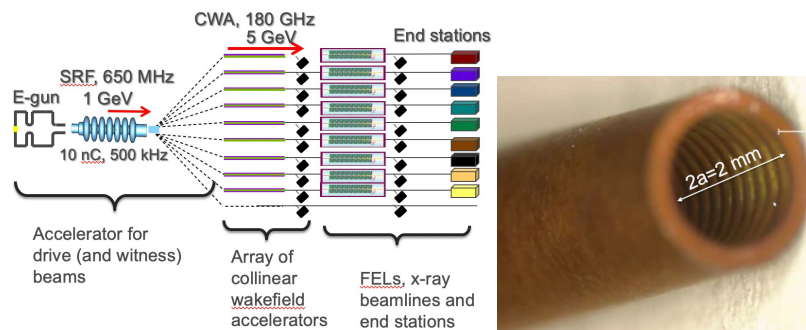 CWA, 180 GHz
5 GeV
End stations
SRF, 650 MHz
1 GeV
E-gun
10 nC, 500 kHz
2a=2 mm
Accelerator for
drive (and witness)
beams
Array of
collinear
wakefield
accelerators
FELs, x-ray
beamlines and
end stations